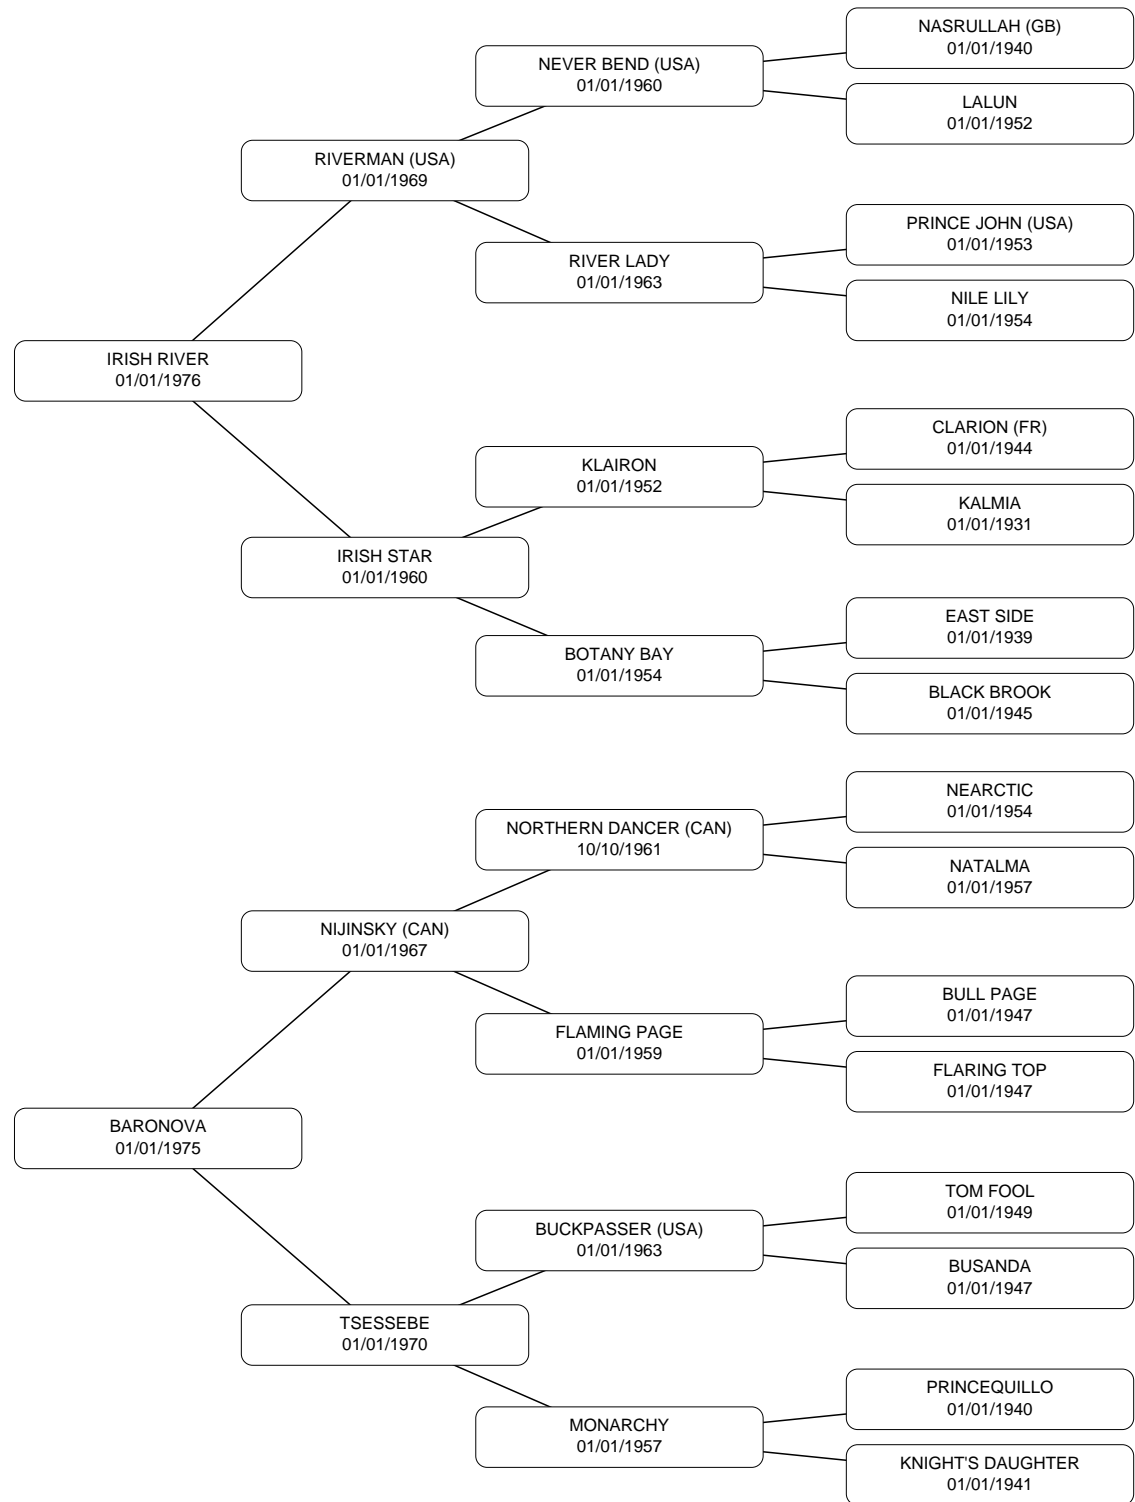 NASRULLAH (GB)
01/01/1940
NEVER BEND (USA)
01/01/1960
LALUN
01/01/1952
RIVERMAN (USA)
01/01/1969
PRINCE JOHN (USA)
01/01/1953
RIVER LADY
01/01/1963
NILE LILY
01/01/1954
IRISH RIVER
01/01/1976
CLARION (FR)
01/01/1944
KLAIRON
01/01/1952
KALMIA
01/01/1931
IRISH STAR
01/01/1960
EAST SIDE
01/01/1939
BOTANY BAY
01/01/1954
BLACK BROOK
01/01/1945
NEARCTIC
01/01/1954
NORTHERN DANCER (CAN)
10/10/1961
NATALMA
01/01/1957
NIJINSKY (CAN)
01/01/1967
BULL PAGE
01/01/1947
FLAMING PAGE
01/01/1959
FLARING TOP
01/01/1947
BARONOVA
01/01/1975
TOM FOOL
01/01/1949
BUCKPASSER (USA)
01/01/1963
BUSANDA
01/01/1947
TSESSEBE
01/01/1970
PRINCEQUILLO
01/01/1940
MONARCHY
01/01/1957
KNIGHT'S DAUGHTER
01/01/1941